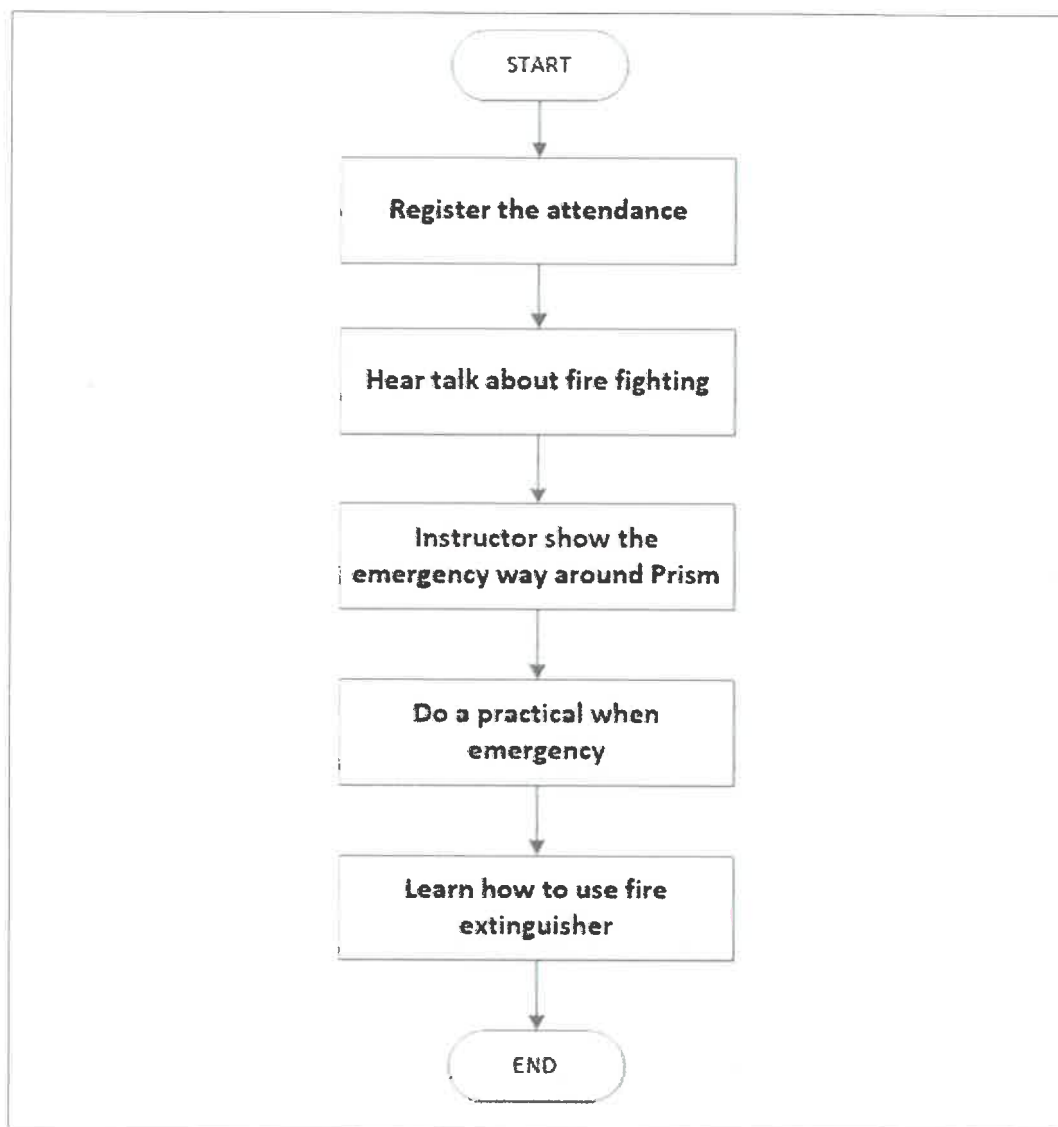 START
Register the attendance
Hear talk about fire fighting
Instructor show the
emergency way around Prism
Do a practical when
emergency
Learn how to use fire
extinguisher
END